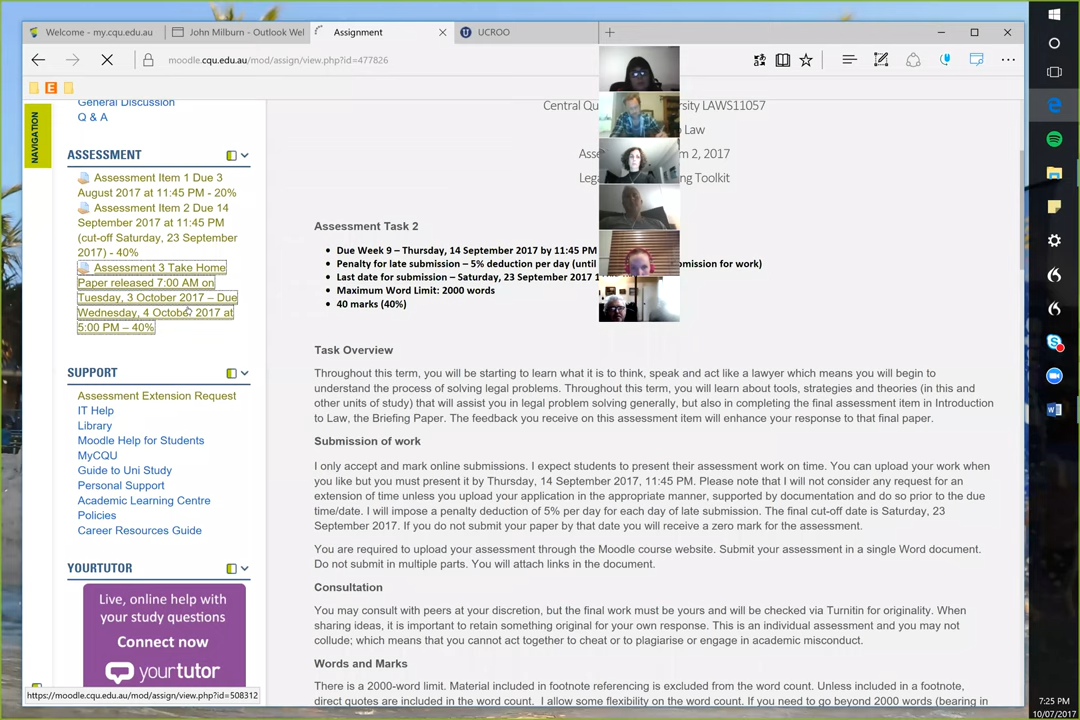 Welcome - my.cqu.edu.au
John Milburn - Outlook Wel
Assignment
UCROO
moodle.cqu.edu.au/mod/assign/view.php?id=477826
E
NAVIGATION
General Discussion
Q & A
ASSESSMENT
Assessment Item 1 Due 3
August 2017 at 11:45 PM - 20%
Assessment Item 2 Due 14
September 2017 at 11:45 PM
(cut-off Saturday, 23 September
2017) - 40%
Assessment 3 Take Home
Paper released 7:00 AM on
Tuesday, 3 October 2017 – Due
Wednesday, 4 October 2017 at
5:00 PM – 40%
SUPPORT
Assessment Extension Request
IT Help
Library
Moodle Help for Students
MyCQU
Guide to Uni Study
Personal Support
Academic Learning Centre
Policies
Career Resources Guide
YOURTUTOR
Live, online help with
your study questions
Connect now
yourtutor
https://moodle.cqu.edu.au/mod/assign/view.php?id=508312
Central Qu rsity LAWS11057
o Law
Asse m 2, 2017
Lega ng Toolkit
Assessment Task 2
• Due Week 9 – Thursday, 14 September 2017 by 11:45 PM
• Penalty for late submission – 5% deduction per day (until mission for work)
• Last date for submission – Saturday, 23 September 2017 1
• Maximum Word Limit: 2000 words
• 40 marks (40%)
Task Overview
Throughout this term, you will be starting to learn what it is to think, speak and act like a lawyer which means you will begin to
understand the process of solving legal problems. Throughout this term, you will learn about tools, strategies and theories (in this and
other units of study) that will assist you in legal problem solving generally, but also in completing the final assessment item in Introduction
to Law, the Briefing Paper. The feedback you receive on this assessment item will enhance your response to that final paper.
Submission of work
I only accept and mark online submissions. I expect students to present their assessment work on time. You can upload your work when
you like but you must present it by Thursday, 14 September 2017, 11:45 PM. Please note that I will not consider any request for an
extension of time unless you upload your application in the appropriate manner, supported by documentation and do so prior to the due
time/date. I will impose a penalty deduction of 5% per day for each day of late submission. The final cut-off date is Saturday, 23
September 2017. If you do not submit your paper by that date you will receive a zero mark for the assessment.
You are required to upload your assessment through the Moodle course website. Submit your assessment in a single Word document.
Do not submit in multiple parts. You will attach links in the document.
Consultation
You may consult with peers at your discretion, but the final work must be yours and will be checked via Turnitin for originality. When
sharing ideas, it is important to retain something original for your own response. This is an individual assessment and you may not
collude; which means that you cannot act together to cheat or to plagiarise or engage in academic misconduct.
Words and Marks
There is a 2000-word limit. Material included in footnote referencing is excluded from the word count. Unless included in a footnote,
direct quotes are included in the word count. I allow some flexibility on the word count. If you need to go beyond 2000 words (bearing in
7:25 PM
10/07/2017